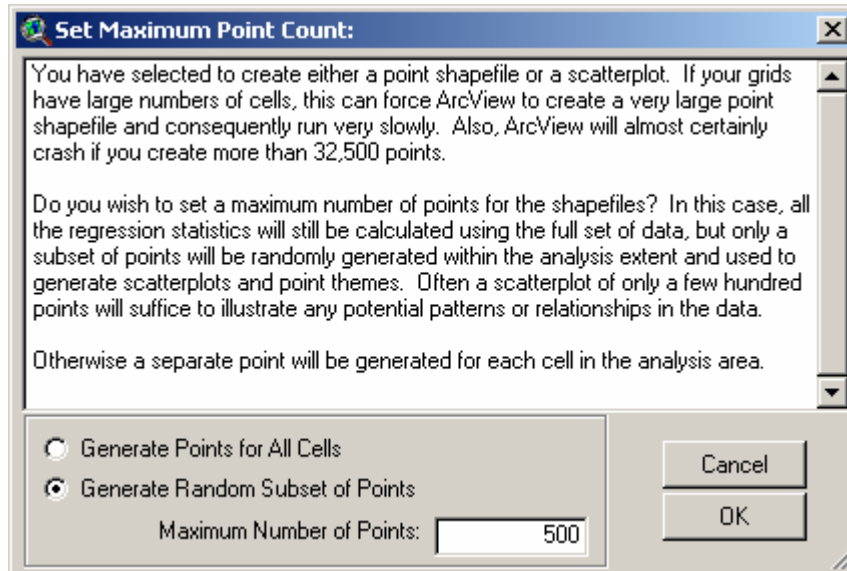 Set Maximum Point Count:
You have selected to create either a point shapefile or a scatterplot.  If your grids
have large numbers of cells, this can force ArcView to create a very large point
shapefile and consequently run very slowly.  Also, ArcView will almost certainly
crash if you create more than 32,500 points.
Do you wish to set a maximum number of points for the shapefiles?  In this case, all
the regression statistics will still be calculated using the full set of data, but only a
subset of points will be randomly generated within the analysis extent and used to
generate scatterplots and point themes.  Often a scatterplot of only a few hundred
points will suffice to illustrate any potential patterns or relationships in the data.
Otherwise a separate point will be generated for each cell in the analysis area.
Generate Points for All Cells
Generate Random Subset of Points
Maximum Number of Points: 500
Cancel
OK